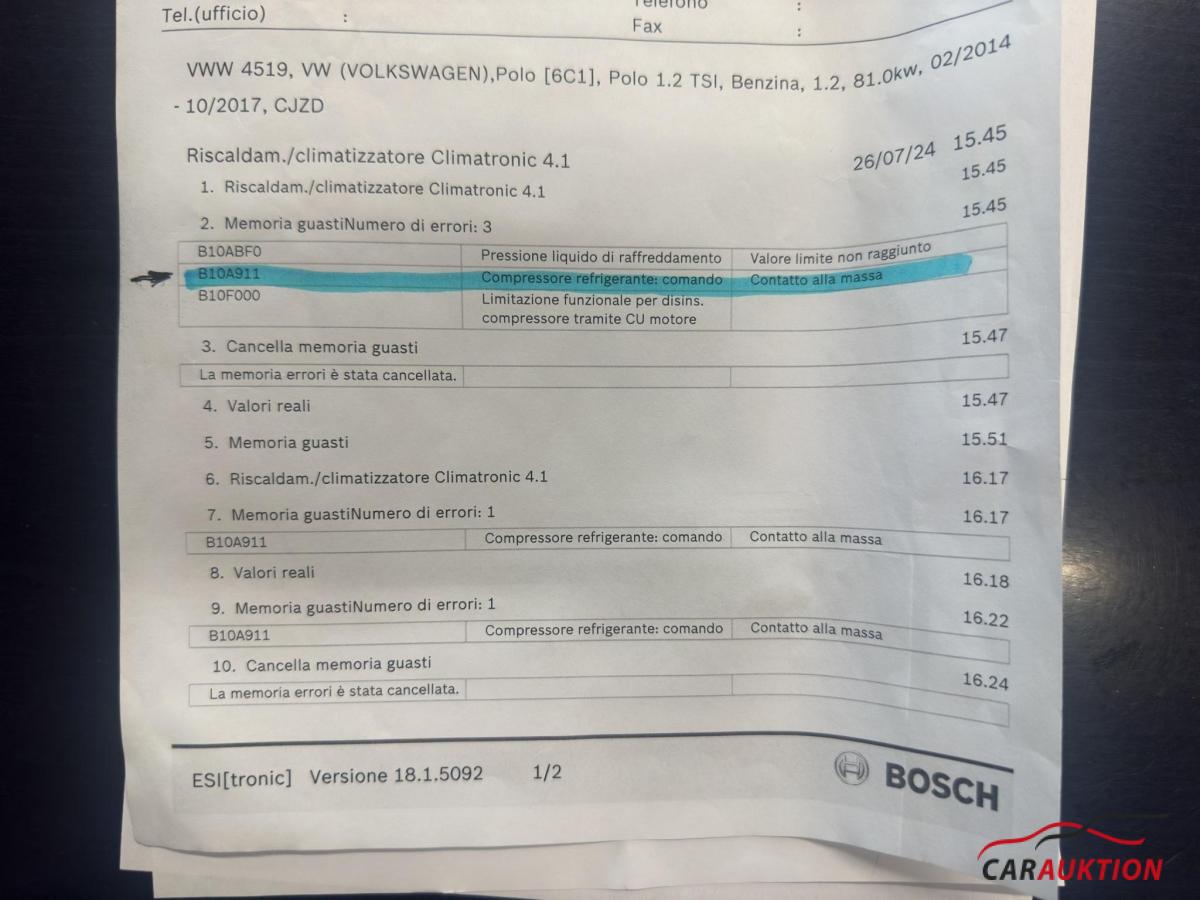 Tel.(ufficio) :
Telefono :
Fax :
VWW 4519, VW (VOLKSWAGEN),Polo [6C1], Polo 1.2 TSI, Benzina, 1.2, 81.0kw, 02/2014
- 10/2017, CJZD
Riscaldam./climatizzatore Climatronic 4.1 26/07/24 15.45
1. Riscaldam./climatizzatore Climatronic 4.1 15.45
2. Memoria guastiNumero di errori: 3 15.45
B10ABF0 Pressione liquido di raffreddamento Valore limite non raggiunto
B10A911 Compressore refrigerante: comando Contatto alla massa
B10F000 Limitazione funzionale per disins.
compressore tramite CU motore
3. Cancella memoria guasti 15.47
La memoria errori è stata cancellata.
4. Valori reali 15.47
5. Memoria guasti 15.51
6. Riscaldam./climatizzatore Climatronic 4.1 16.17
7. Memoria guastiNumero di errori: 1 16.17
B10A911 Compressore refrigerante: comando Contatto alla massa
8. Valori reali 16.18
9. Memoria guastiNumero di errori: 1 16.22
B10A911 Compressore refrigerante: comando Contatto alla massa
10. Cancella memoria guasti 16.24
La memoria errori è stata cancellata.
ESI[tronic] Versione 18.1.5092 1/2
BOSCH
CARAUKTION